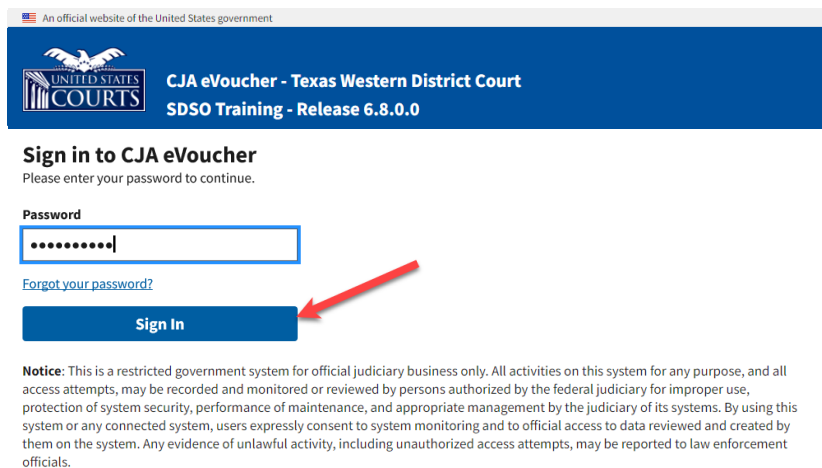 An official website of the United States government
UNITED STATES
COURTS
CJA eVoucher - Texas Western District Court
SDSO Training - Release 6.8.0.0
Sign in to CJA eVoucher
Please enter your password to continue.
Password
••••••••••
Forgot your password?
Sign In
Notice: This is a restricted government system for official judiciary business only. All activities on this system for any purpose, and all
access attempts, may be recorded and monitored or reviewed by persons authorized by the federal judiciary for improper use,
protection of system security, performance of maintenance, and appropriate management by the judiciary of its systems. By using this
system or any connected system, users expressly consent to system monitoring and to official access to data reviewed and created by
them on the system. Any evidence of unlawful activity, including unauthorized access attempts, may be reported to law enforcement
officials.